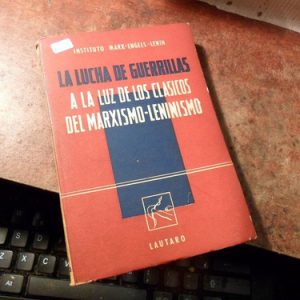 INSTITUTO MARX-ENGELS-LENIN
LA LUCHA DE GUERRILLAS
A LA LUZ DE LOS CLASICOS
DEL MARXISMO-LENINISMO
LAUTARO